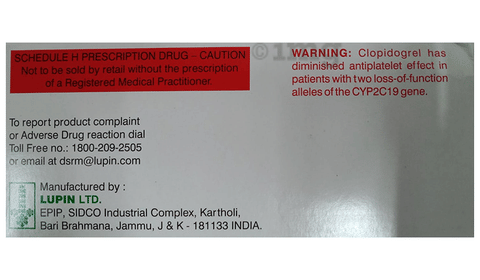 SCHEDULE H PRESCRIPTION DRUG – CAUTION
Not to be sold by retail without the prescription
of a Registered Medical Practitioner.
WARNING: Clopidogrel has
diminished antiplatelet effect in
patients with two loss-of-function
alleles of the CYP2C19 gene.
To report product complaint
or Adverse Drug reaction dial
Toll Free no.: 1800-209-2505
or email at dsrm@lupin.com
Manufactured by :
LUPIN LTD.
EPIP, SIDCO Industrial Complex, Kartholi,
Bari Brahmana, Jammu, J & K - 181133 INDIA.